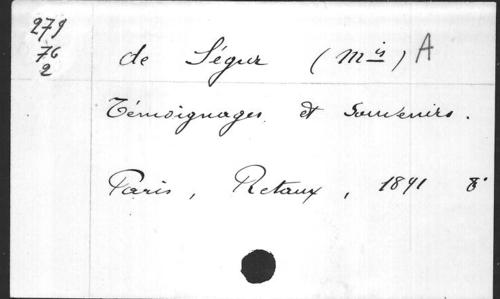 279
76
2
de Ségur (Mis) A
Témoignages et Souvenirs.
Paris, Retaux, 1891 8°